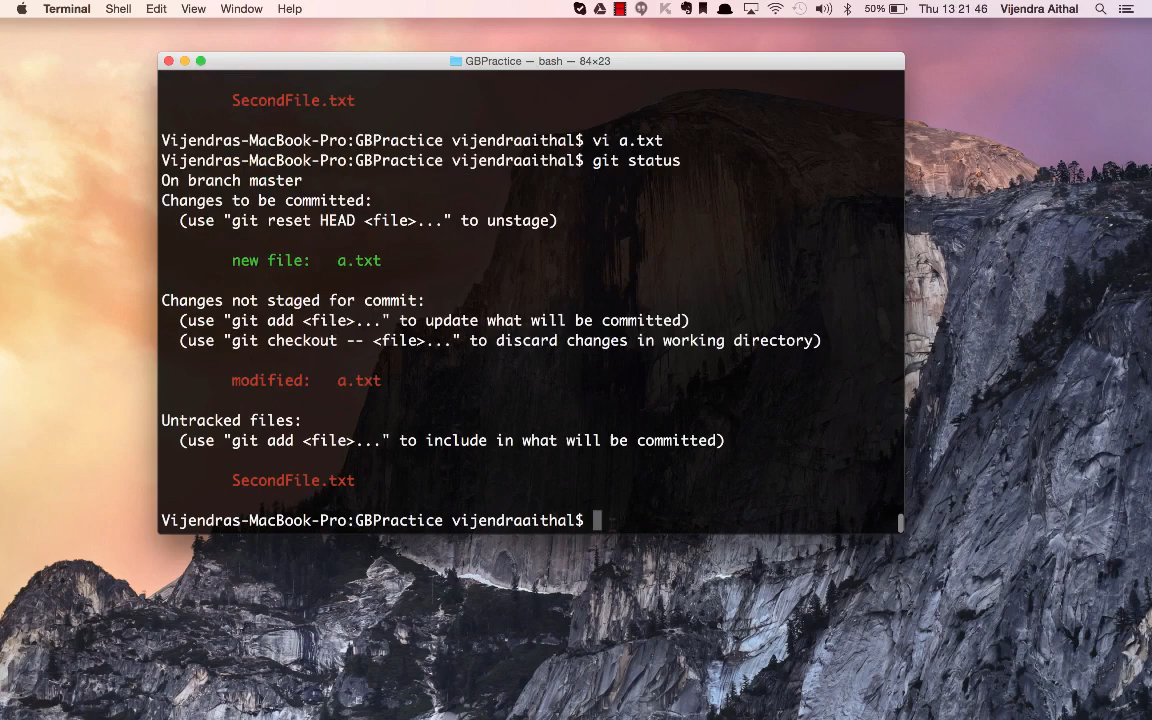 Terminal Shell Edit View Window Help 50% Thu 13 21 46 Vijendra Aithal
GBPractice — bash — 84×23
SecondFile.txt
Vijendras-MacBook-Pro:GBPractice vijendraaithal$ vi a.txt
Vijendras-MacBook-Pro:GBPractice vijendraaithal$ git status
On branch master
Changes to be committed:
(use "git reset HEAD <file>..." to unstage)
new file: a.txt
Changes not staged for commit:
(use "git add <file>..." to update what will be committed)
(use "git checkout -- <file>..." to discard changes in working directory)
modified: a.txt
Untracked files:
(use "git add <file>..." to include in what will be committed)
SecondFile.txt
Vijendras-MacBook-Pro:GBPractice vijendraaithal$